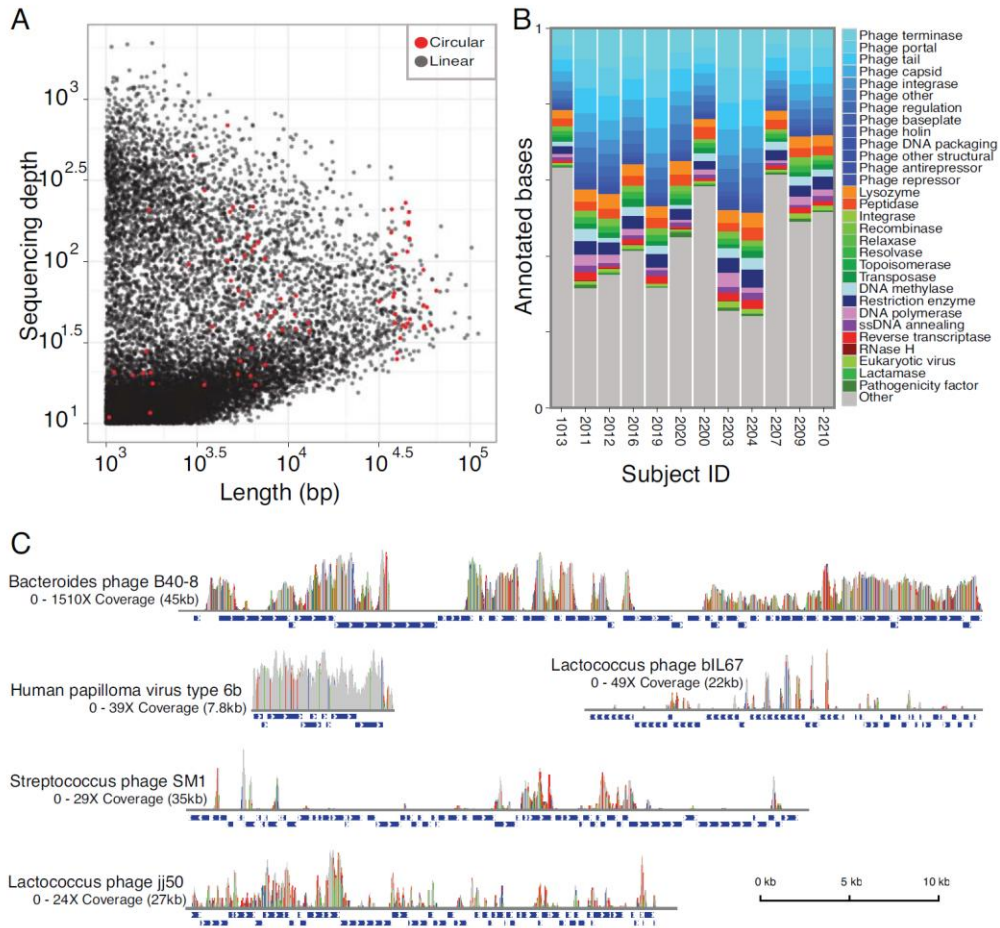 A
Circular
Linear
Sequencing depth
10^3
10^2.5
10^2
10^1.5
10^1
10^3
10^3.5
10^4
10^4.5
10^5
Length (bp)
B
Annotated bases
1
0
1013
2011
2012
2016
2019
2020
2200
2203
2204
2207
2209
2210
Subject ID
Phage terminase
Phage portal
Phage tail
Phage capsid
Phage integrase
Phage other
Phage regulation
Phage baseplate
Phage holin
Phage DNA packaging
Phage other structural
Phage antirepressor
Phage repressor
Lysozyme
Peptidase
Integrase
Recombinase
Relaxase
Resolvase
Topoisomerase
Transposase
DNA methylase
Restriction enzyme
DNA polymerase
ssDNA annealing
Reverse transcriptase
RNase H
Eukaryotic virus
Lactamase
Pathogenicity factor
Other
C
Bacteroides phage B40-8
0 - 1510X Coverage (45kb)
Human papilloma virus type 6b
0 - 39X Coverage (7.8kb)
Lactococcus phage bIL67
0 - 49X Coverage (22kb)
Streptococcus phage SM1
0 - 29X Coverage (35kb)
Lactococcus phage jj50
0 - 24X Coverage (27kb)
0 kb
5 kb
10 kb